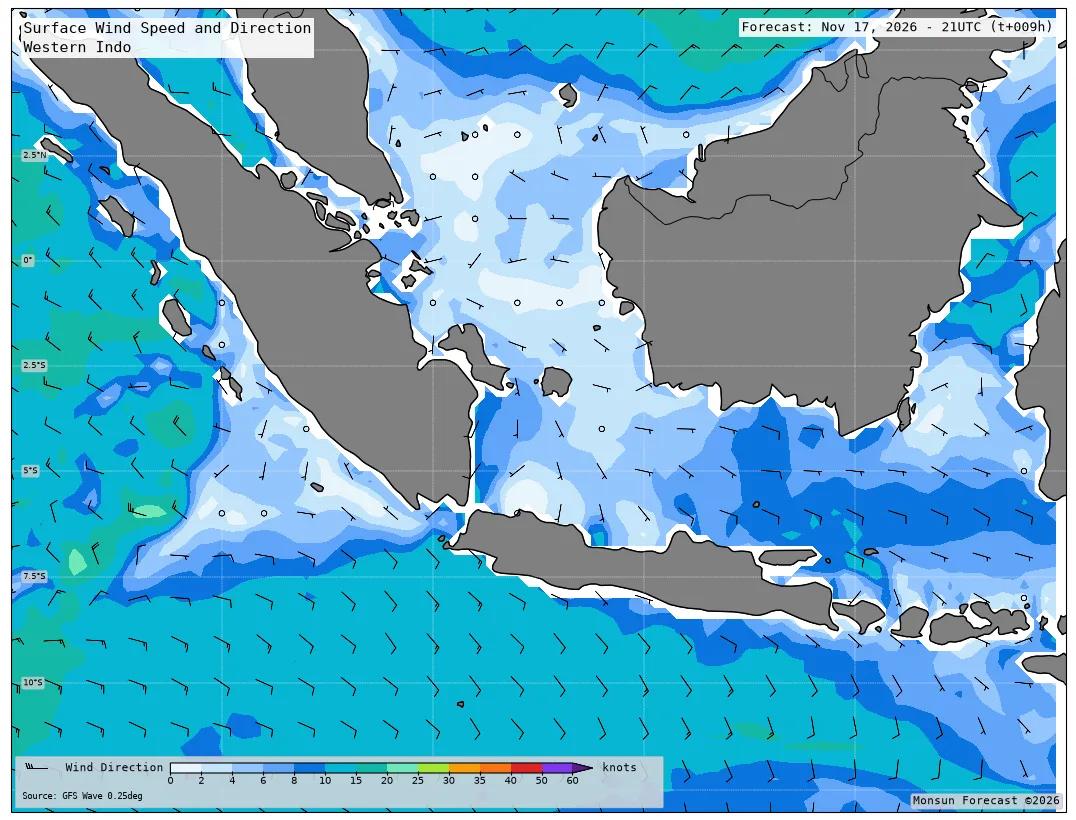 Surface Wind Speed and Direction
Western Indo
Forecast: Nov 17, 2026 - 21UTC (t+009h)
2.5°N
0°
2.5°S
5°S
7.5°S
10°S
Wind Direction
0 2 4 6 8 10 15 20 25 30 35 40 50 60
knots
Source: GFS Wave 0.25deg
Monsun Forecast ©2026